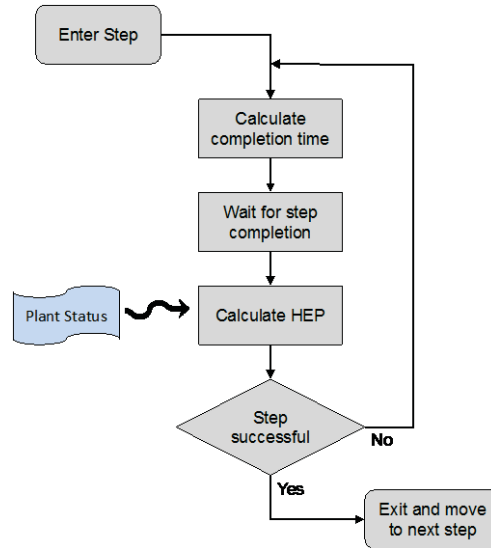 Enter Step
Calculate
completion time
Wait for step
completion
Plant Status
Calculate HEP
Step
successful
No
Yes
Exit and move
to next step